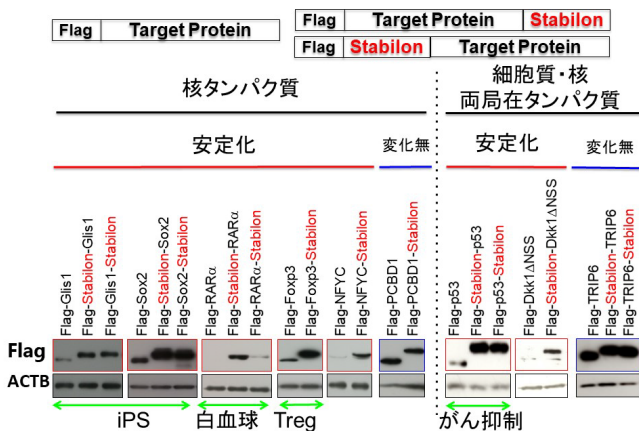 Flag Target Protein
Flag Target Protein Stabilon
Flag Stabilon Target Protein
核タンパク質
細胞質・核
両局在タンパク質
安定化
変化無
安定化
変化無
Flag-Glis1
Flag-Stabilon-Glis1
Flag-Glis1-Stabilon
Flag-Sox2
Flag-Stabilon-Sox2
Flag-Sox2-Stabilon
Flag-RARα
Flag-Stabilon-RARα
Flag-RARα-Stabilon
Flag-Foxp3
Flag-Foxp3-Stabilon
Flag-NFYC
Flag-NFYC-Stabilon
Flag-PCBD1
Flag-PCBD1-Stabilon
Flag-p53
Flag-Stabilon-p53
Flag-p53-Stabilon
Flag-Dkk1ΔNSS
Flag-Stabilon-Dkk1ΔNSS
Flag-TRIP6
Flag-Stabilon-TRIP6
Flag-TRIP6-Stabilon
Flag
ACTB
iPS
白血球
Treg
がん抑制